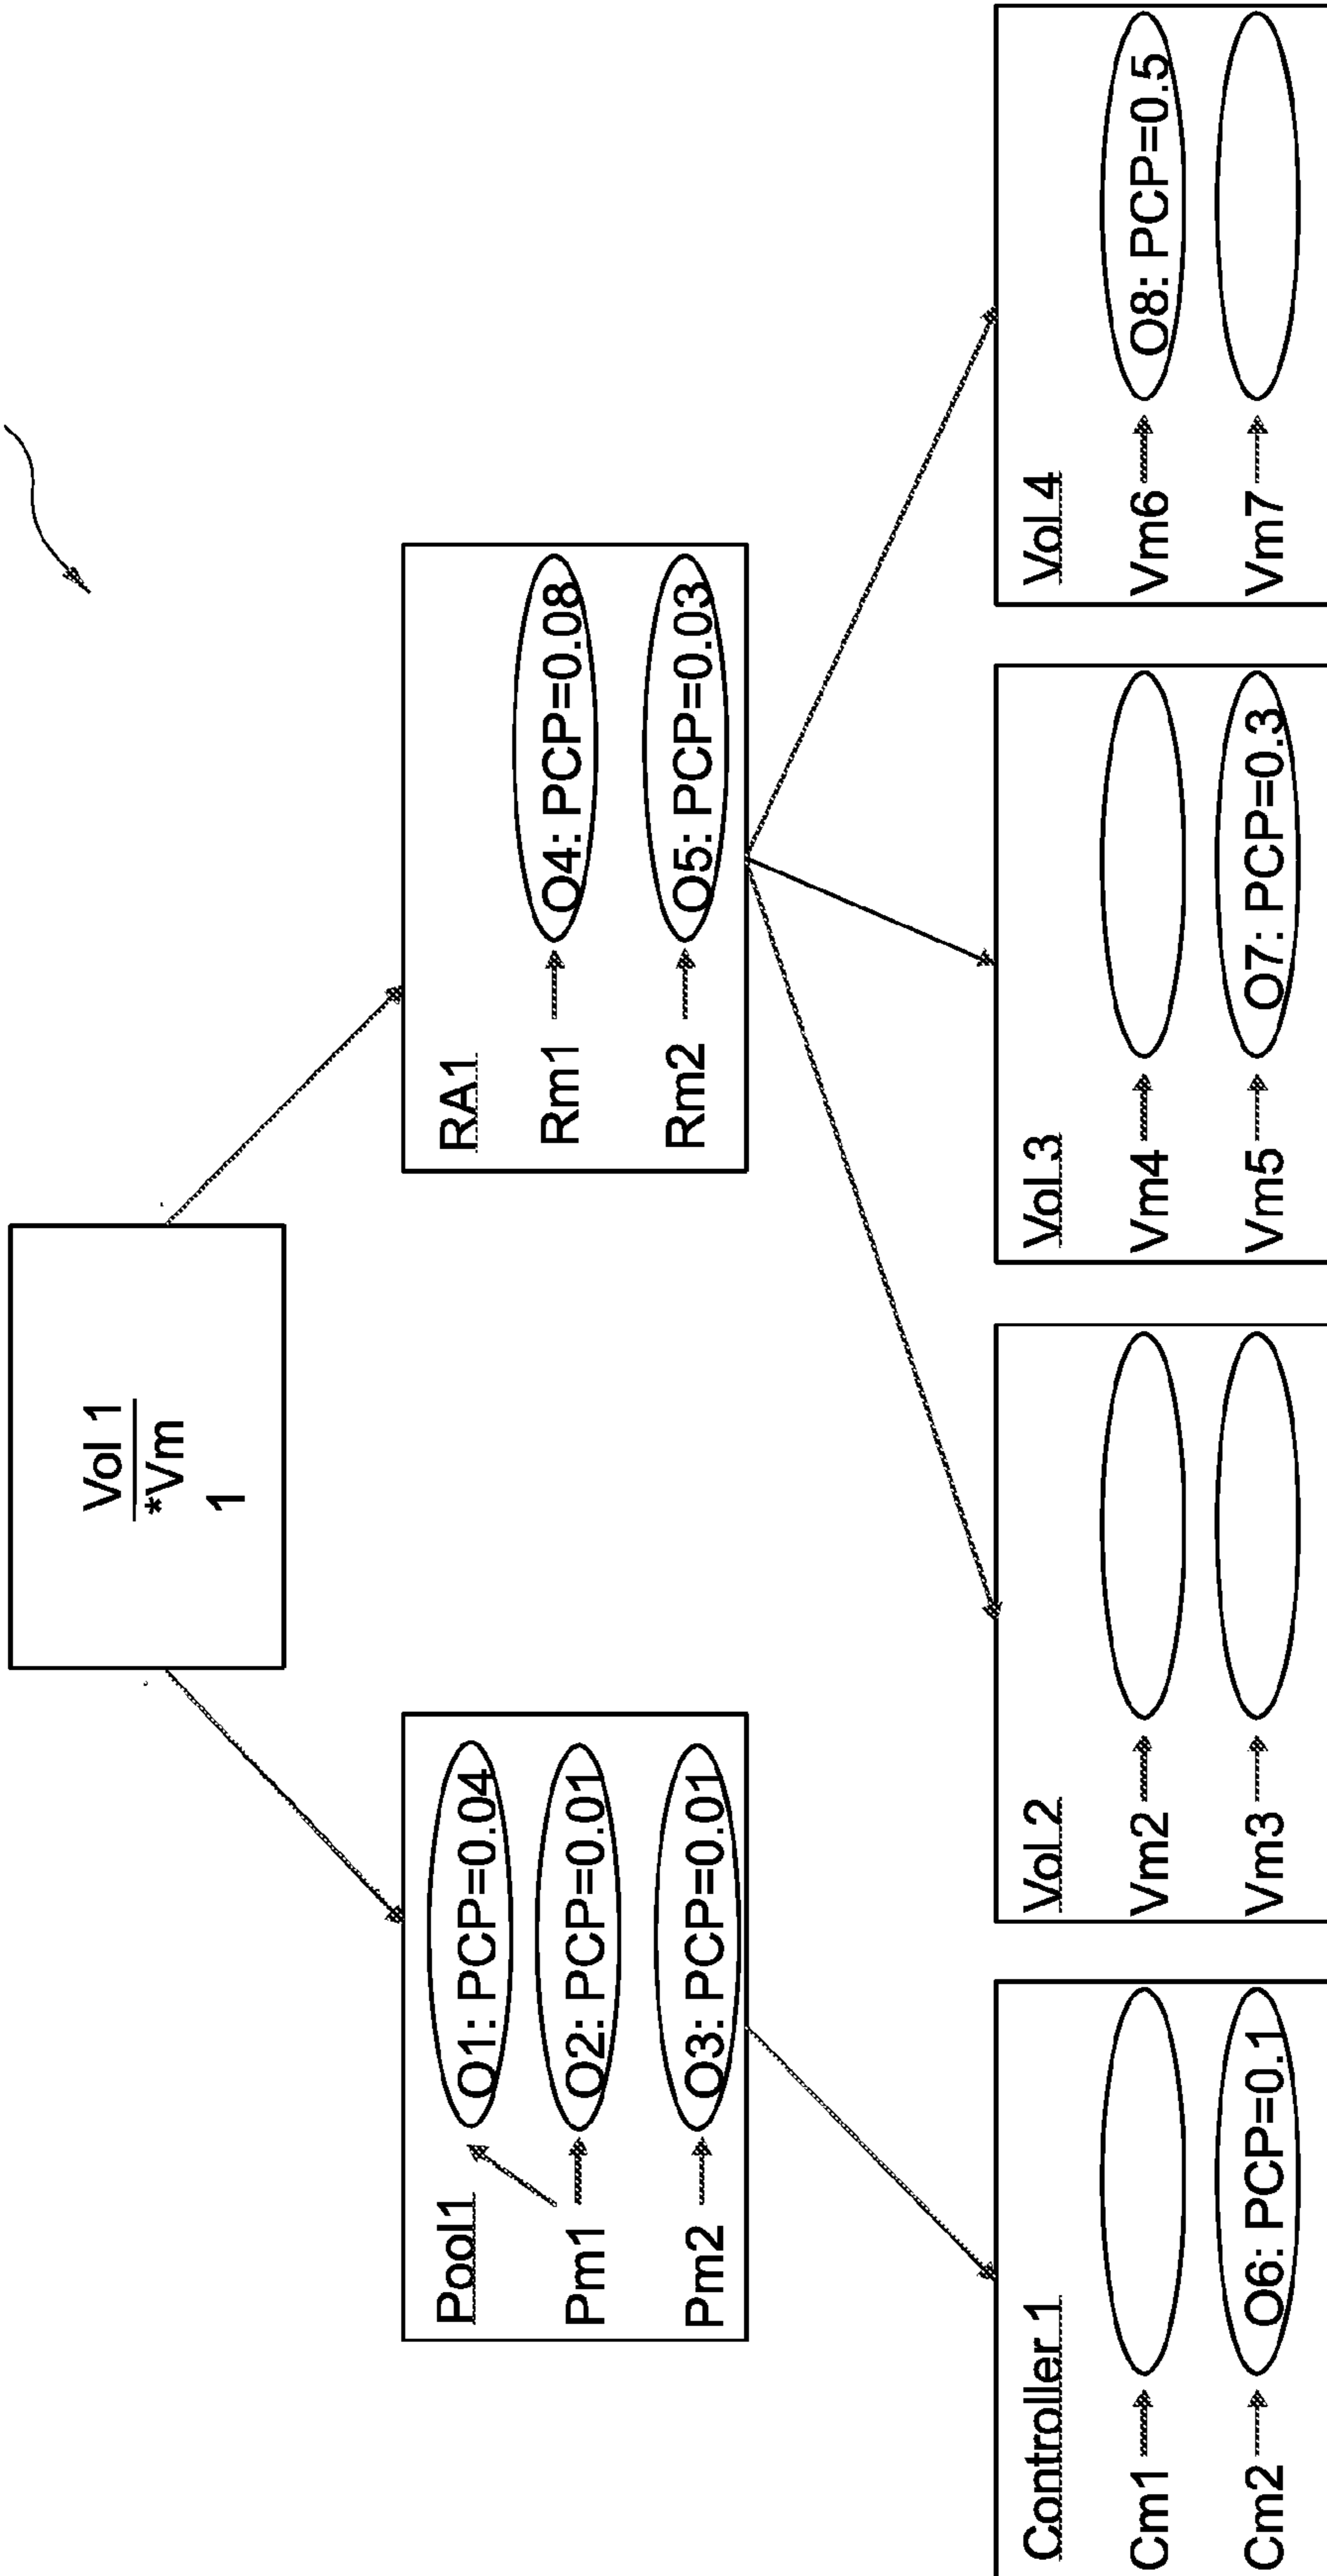 Vol 1
*Vm
1
Pool1
O1: PCP=0.04
Pm1
O2: PCP=0.01
Pm2
O3: PCP=0.01
RA1
Rm1
O4: PCP=0.08
Rm2
O5: PCP=0.03
Controller 1
Cm1
Cm2
O6: PCP=0.1
Vol 2
Vm2
Vm3
Vol 3
Vm4
Vm5
O7: PCP=0.3
Vol 4
Vm6
O8: PCP=0.5
Vm7